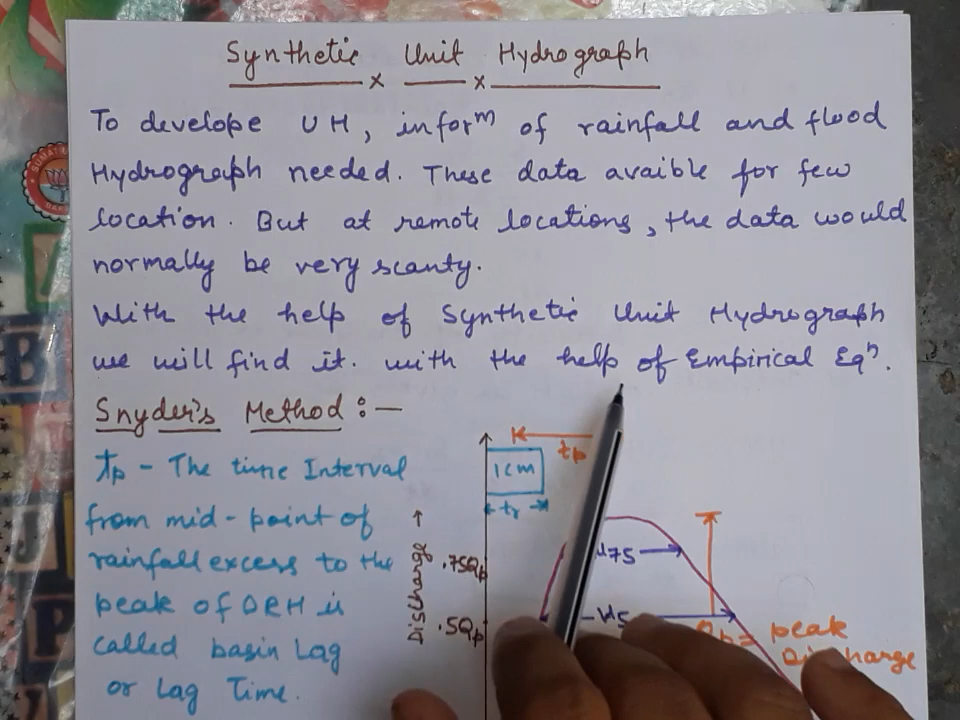 Synthetic x Unit x Hydrograph
To develope UH, inforᵐ of rainfall and flood
Hydrograph needed. These data avaible for few
location. But at remote locations, the data would
normally be very scanty.
With the help of Synthetic Unit Hydrograph
we will find it. with the help of Empirical Eqⁿ.
Snyder's Method :-
tp - The time Interval
from mid-point of
rainfall excess to the
peak of DRH is
called basin Lag
or Lag Time.
tp
1cm
tr
Discharge →
.75Qp
W75
.5Qp
W5
Qp = peak
Discharge